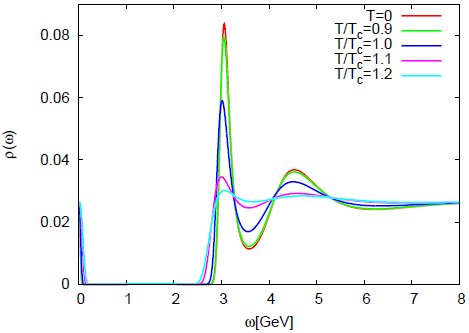 T=0
T/Tc=0.9
T/Tc=1.0
T/Tc=1.1
T/Tc=1.2
0.08
0.06
0.04
0.02
0
ρ(ω)
0 1 2 3 4 5 6 7 8
ω[GeV]